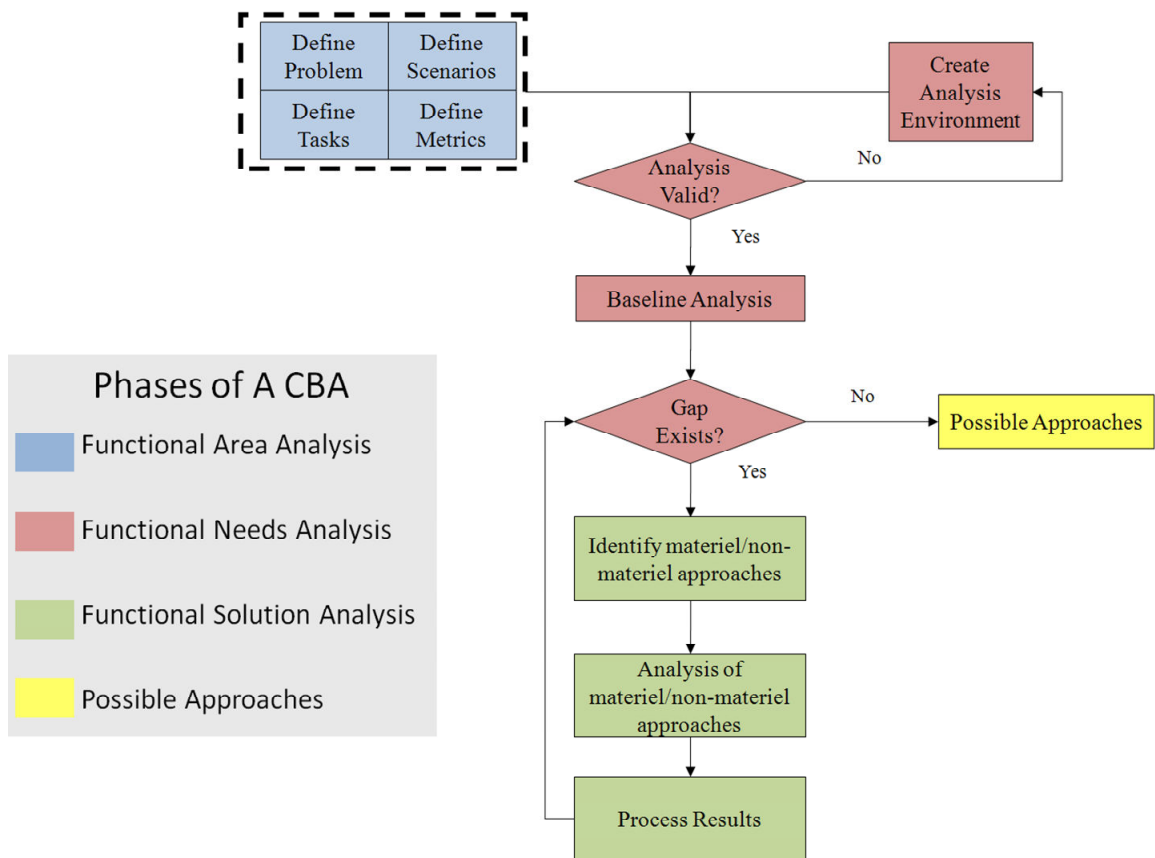 Define
Problem
Define
Scenarios
Define
Tasks
Define
Metrics
Create
Analysis
Environment
No
Analysis
Valid?
Yes
Baseline Analysis
Gap
Exists?
No
Possible Approaches
Yes
Identify materiel/non-
materiel approaches
Analysis of
materiel/non-materiel
approaches
Process Results
Phases of A CBA
Functional Area Analysis
Functional Needs Analysis
Functional Solution Analysis
Possible Approaches